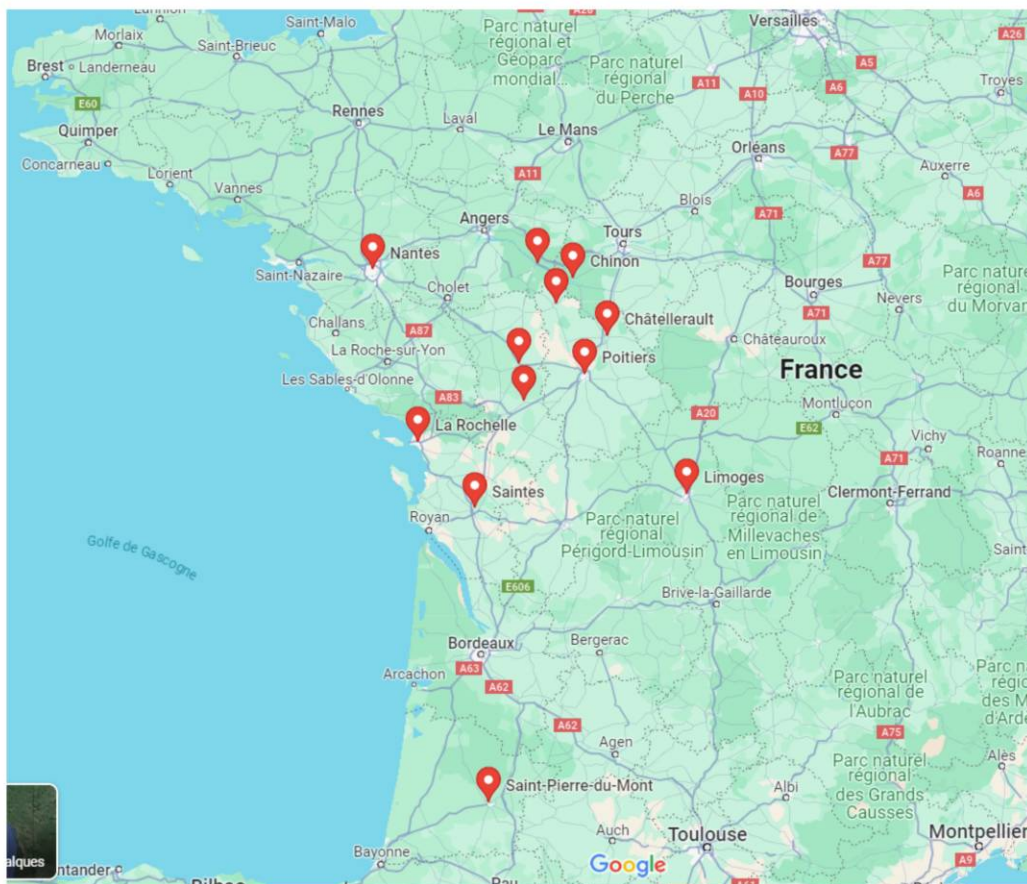 Saint-Malo
Morlaix
Saint-Brieuc
Brest
Landerneau
E60
Quimper
Concarneau
Lorient
Vannes
Rennes
Laval
Parc naturel
régional et
Géoparc
mondial...
Parc naturel
régional
du Perche
Versailles
A11
A10
A6
A5
A26
Troyes
Le Mans
Orléans
A77
Auxerre
A6
A11
Blois
A71
Angers
Tours
Nantes
Chinon
Saint-Nazaire
Cholet
Bourges
A77
Nevers
Parc nature
régional
du Morvan
A71
Challans
A87
Châtellerault
Châteauroux
La Roche-sur-Yon
Poitiers
France
Les Sables-d'Olonne
A83
A20
Montluçon
La Rochelle
E62
Vichy
A71
Roanne
Saintes
Limoges
Clermont-Ferrand
Royan
Parc naturel
régional
Périgord-Limousin
Parc naturel
régional de
Millevaches
en Limousin
Saint
Golfe de Gascogne
E606
Brive-la-Gaillarde
Bordeaux
Bergerac
A63
Arcachon
A62
A62
Parc naturel
régional de
l'Aubrac
Parc n
régio
des M
d'Ardè
A75
Agen
Alès
Saint-Pierre-du-Mont
Albi
Parc naturel
régional
des Grands
Causses
Auch
Toulouse
Montpellier
A9
alques
Google
antander
Bayonne
Pau